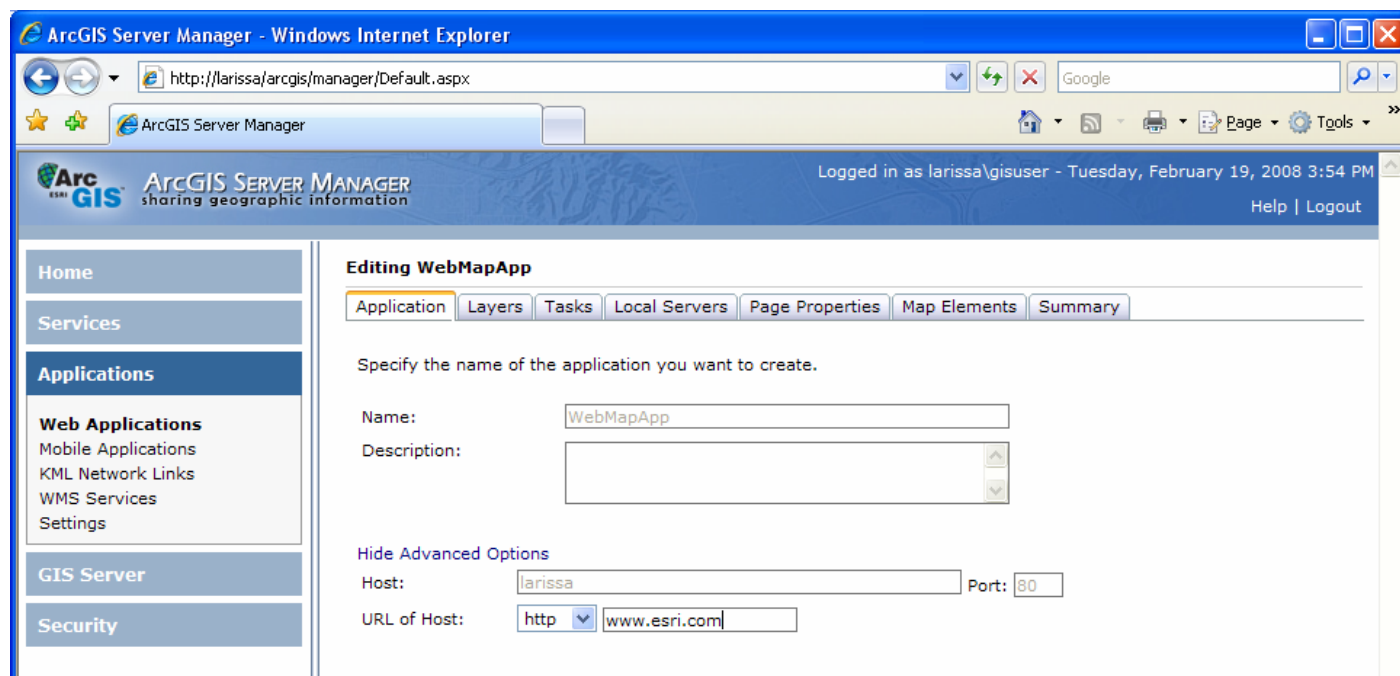 ArcGIS Server Manager - Windows Internet Explorer
http://larissa/arcgis/manager/Default.aspx
Google
ArcGIS Server Manager
Page
Tools
»
Arc GIS
ESRI
ARCGIS SERVER MANAGER
sharing geographic information
Logged in as larissa\gisuser - Tuesday, February 19, 2008 3:54 PM
Help | Logout
Home
Services
Applications
Web Applications
Mobile Applications
KML Network Links
WMS Services
Settings
GIS Server
Security
Editing WebMapApp
Application Layers Tasks Local Servers Page Properties Map Elements Summary
Specify the name of the application you want to create.
Name: WebMapApp
Description:
Hide Advanced Options
Host: larissa Port: 80
URL of Host: http www.esri.com